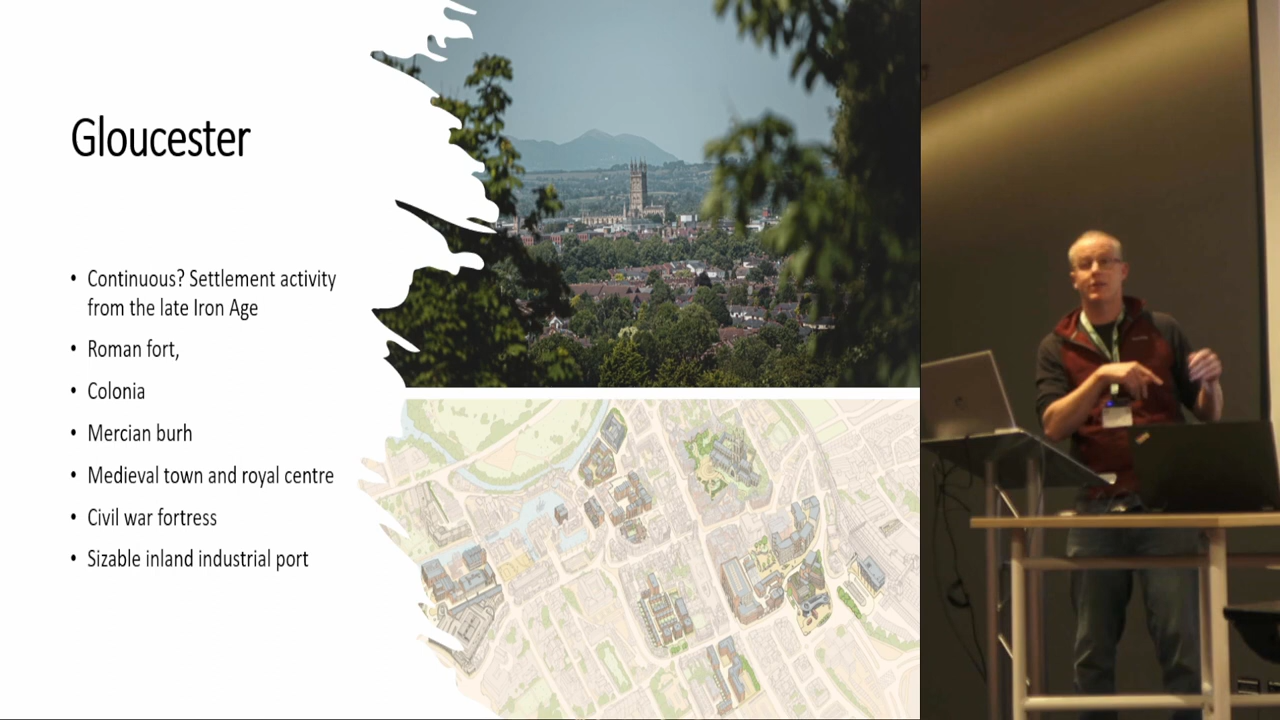 Gloucester
• Continuous? Settlement activity
from the late Iron Age
• Roman fort,
• Colonia
• Mercian burh
• Medieval town and royal centre
• Civil war fortress
• Sizable inland industrial port